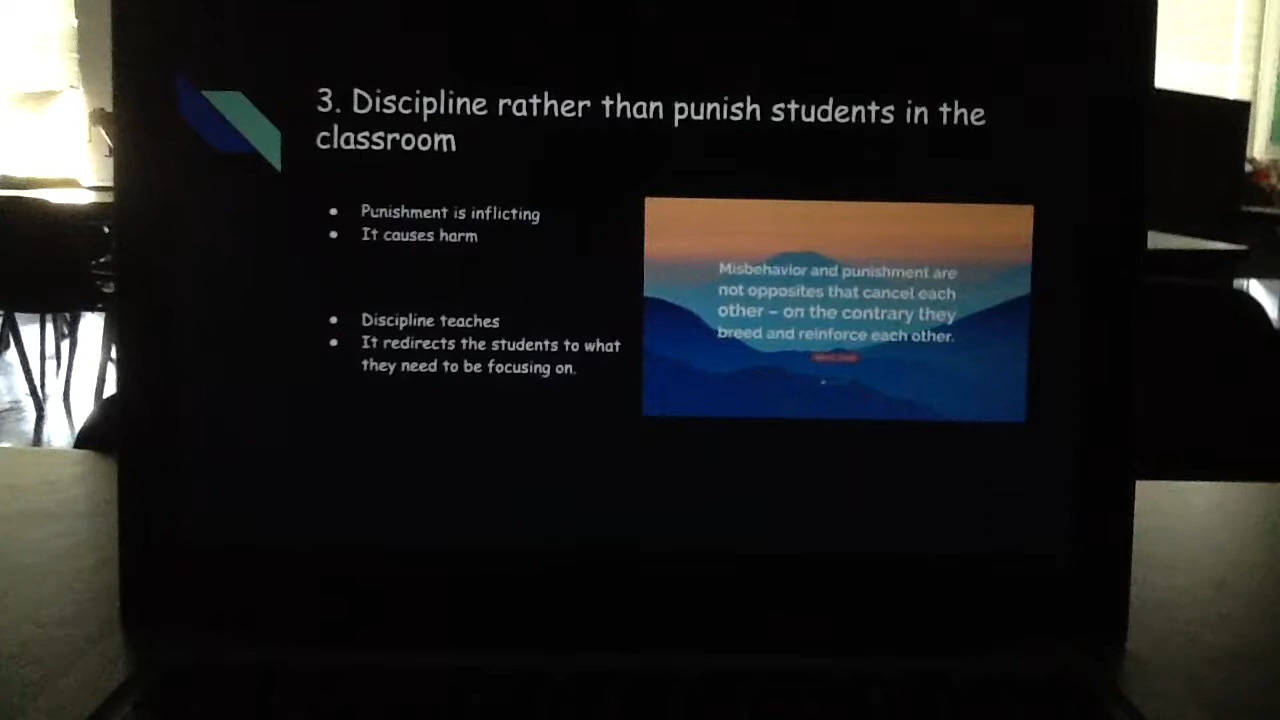 3. Discipline rather than punish students in the
classroom
● Punishment is inflicting
● It causes harm
● Discipline teaches
● It redirects the students to what
they need to be focusing on.
Misbehavior and punishment are
not opposites that cancel each
other – on the contrary they
breed and reinforce each other.